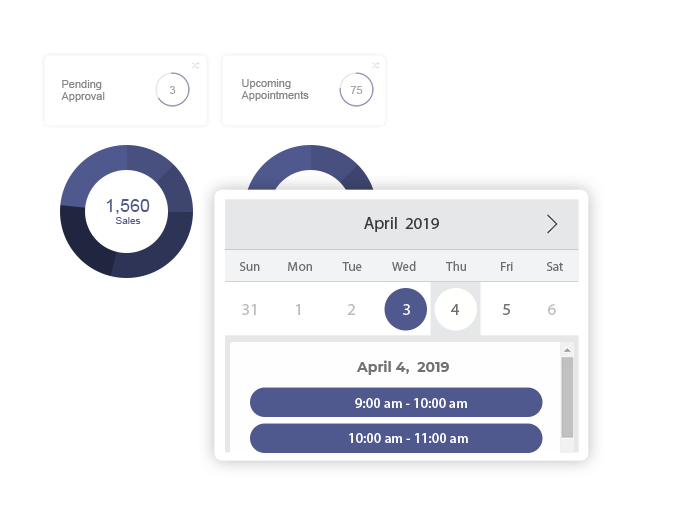 Pending
Approval
3
Upcoming
Appointments
75
1,560
Sales
April 2019
Sun Mon Tue Wed Thu Fri Sat
31 1 2 3 4 5 6
April 4, 2019
9:00 am - 10:00 am
10:00 am - 11:00 am